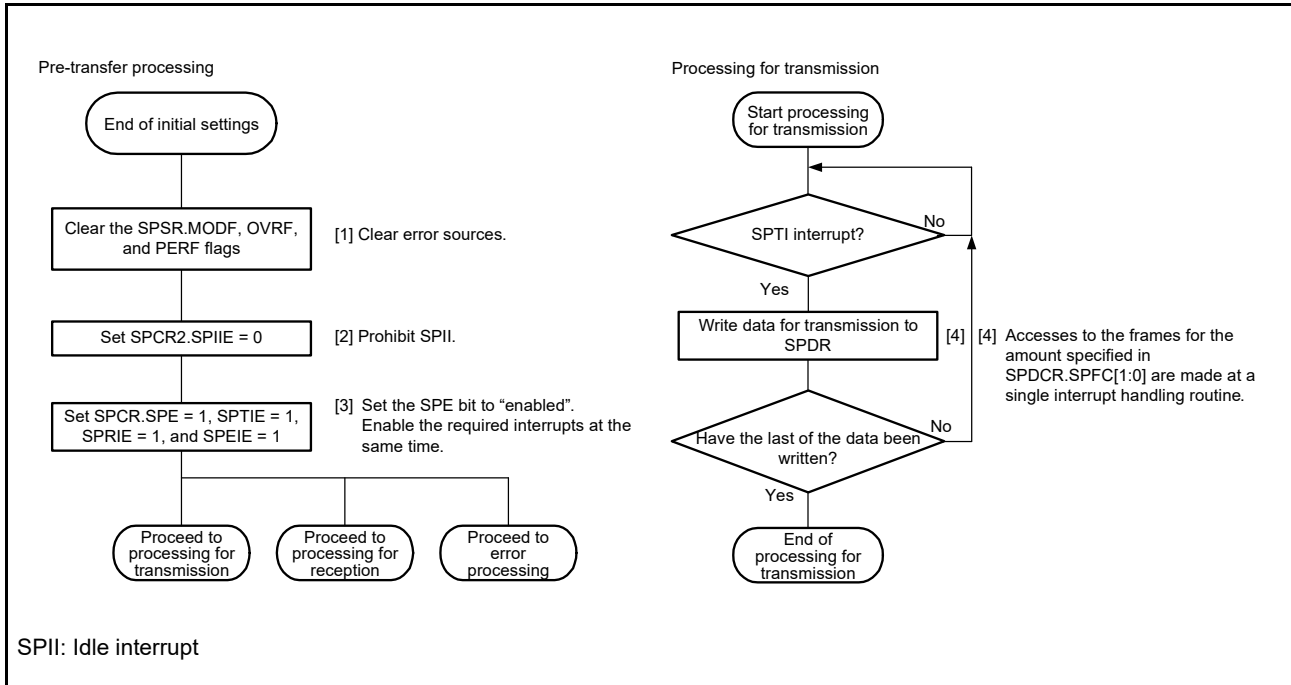 Pre-transfer processing
End of initial settings
Clear the SPSR.MODF, OVRF,
and PERF flags
[1] Clear error sources.
Set SPCR2.SPIIE = 0
[2] Prohibit SPII.
Set SPCR.SPE = 1, SPTIE = 1,
SPRIE = 1, and SPEIE = 1
[3] Set the SPE bit to “enabled”.
Enable the required interrupts at the
same time.
Proceed to
processing for
transmission
Proceed to
processing for
reception
Proceed to
error
processing
Processing for transmission
Start processing
for transmission
SPTI interrupt?
No
Yes
Write data for transmission to
SPDR
[4]
[4] Accesses to the frames for the
amount specified in
SPDCR.SPFC[1:0] are made at a
single interrupt handling routine.
Have the last of the data been
written?
No
Yes
End of
processing for
transmission
SPII: Idle interrupt